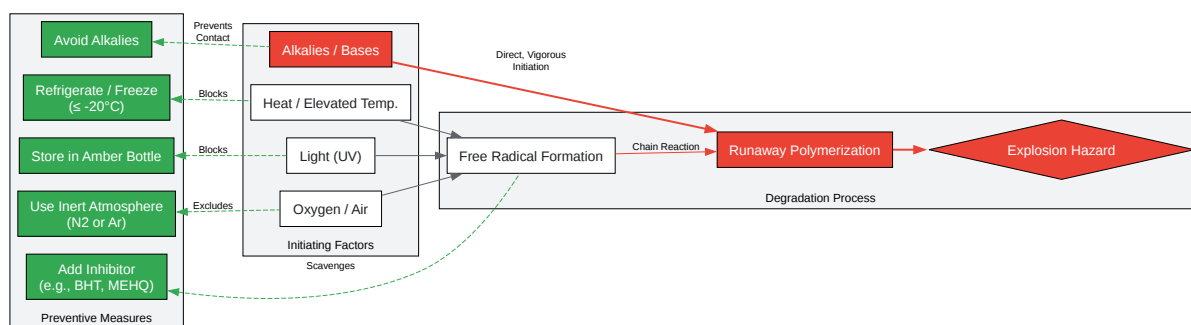 Avoid Alkalies
Refrigerate / Freeze
(≤ -20°C)
Store in Amber Bottle
Use Inert Atmosphere
(N2 or Ar)
Add Inhibitor
(e.g., BHT, MEHQ)
Preventive Measures
Prevents
Contact
Blocks
Blocks
Excludes
Scavenges
Alkalies / Bases
Heat / Elevated Temp.
Light (UV)
Oxygen / Air
Initiating Factors
Direct, Vigorous
Initiation
Free Radical Formation
Chain Reaction
Runaway Polymerization
Explosion Hazard
Degradation Process